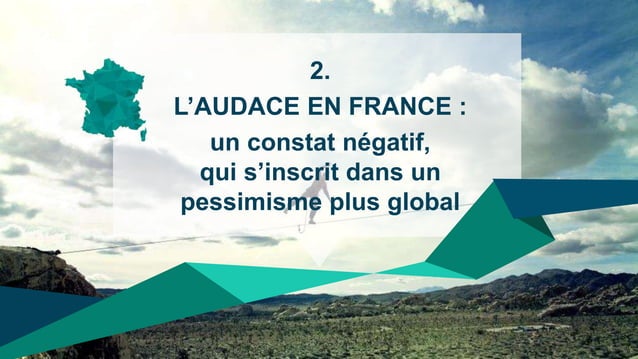 2.
L’AUDACE EN FRANCE :
un constat négatif,
qui s’inscrit dans un
pessimisme plus global